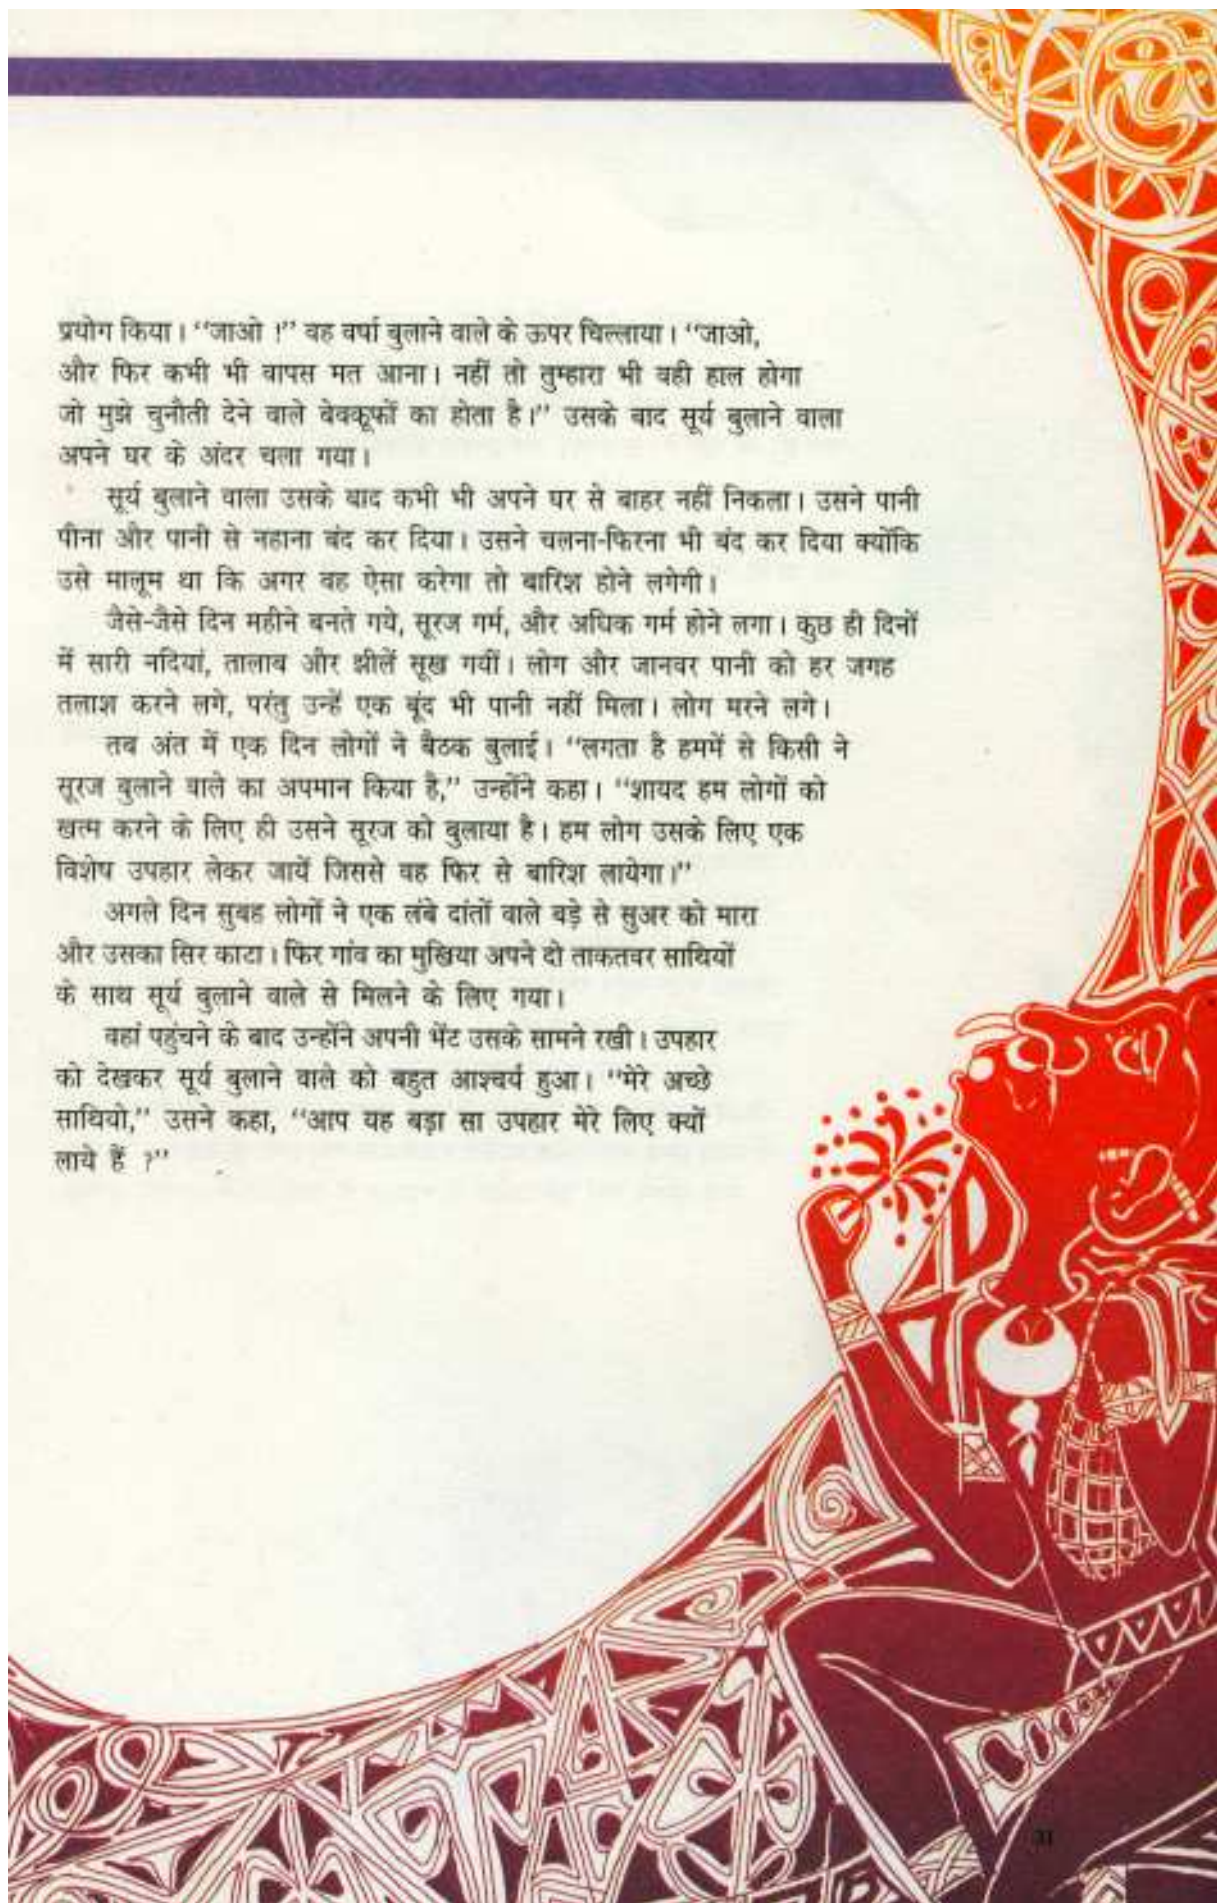 प्रयोग किया। ‘‘जाओ !’’ वह वर्षा बुलाने वाले के ऊपर चिल्लाया। ‘‘जाओ,
और फिर कभी भी वापस मत आना। नहीं तो तुम्हारा भी वही हाल होगा
जो मुझे चुनौती देने वाले बेवकूफों का होता है।’’ उसके बाद सूर्य बुलाने वाला
अपने घर के अंदर चला गया।
सूर्य बुलाने वाला उसके बाद कभी भी अपने घर से बाहर नहीं निकला। उसने पानी
पीना और पानी से नहाना बंद कर दिया। उसने चलना-फिरना भी बंद कर दिया क्योंकि
उसे मालूम था कि अगर वह ऐसा करेगा तो बारिश होने लगेगी।
जैसे-जैसे दिन महीने बनते गये, सूरज गर्म, और अधिक गर्म होने लगा। कुछ ही दिनों
में सारी नदियां, तालाब और झीलें सूख गयीं। लोग और जानवर पानी को हर जगह
तलाश करने लगे, परंतु उन्हें एक बूंद भी पानी नहीं मिला। लोग मरने लगे।
तब अंत में एक दिन लोगों ने बैठक बुलाई। ‘‘लगता है हममें से किसी ने
सूरज बुलाने वाले का अपमान किया है,’’ उन्होंने कहा। ‘‘शायद हम लोगों को
खत्म करने के लिए ही उसने सूरज को बुलाया है। हम लोग उसके लिए एक
विशेष उपहार लेकर जायें जिससे वह फिर से बारिश लायेगा।’’
अगले दिन सुबह लोगों ने एक लंबे दांतों वाले बड़े से सुअर को मारा
और उसका सिर काटा। फिर गांव का मुखिया अपने दो ताकतवर साथियों
के साथ सूर्य बुलाने वाले से मिलने के लिए गया।
वहां पहुंचने के बाद उन्होंने अपनी भेंट उसके सामने रखी। उपहार
को देखकर सूर्य बुलाने वाले को बहुत आश्चर्य हुआ। ‘‘मेरे अच्छे
साथियो,’’ उसने कहा, ‘‘आप यह बड़ा सा उपहार मेरे लिए क्यों
लाये हैं ?’’
31